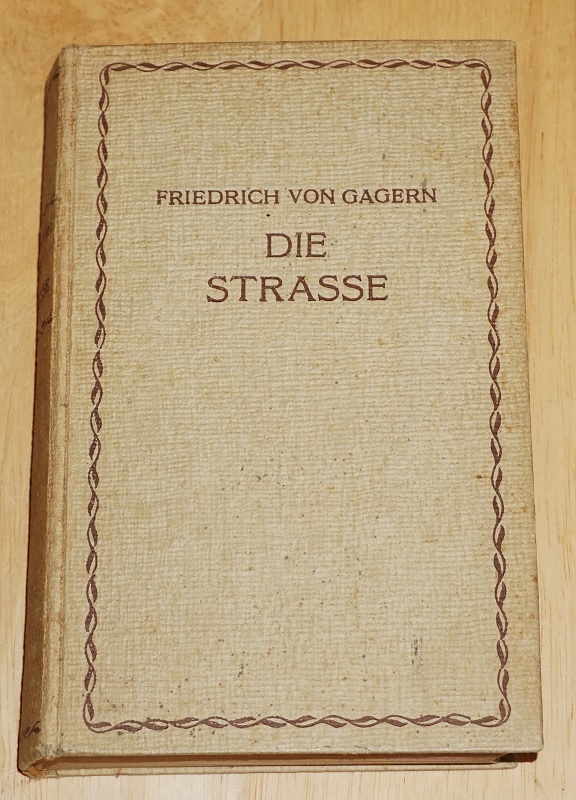 FRIEDRICH VON GAGERN
DIE
STRASSE